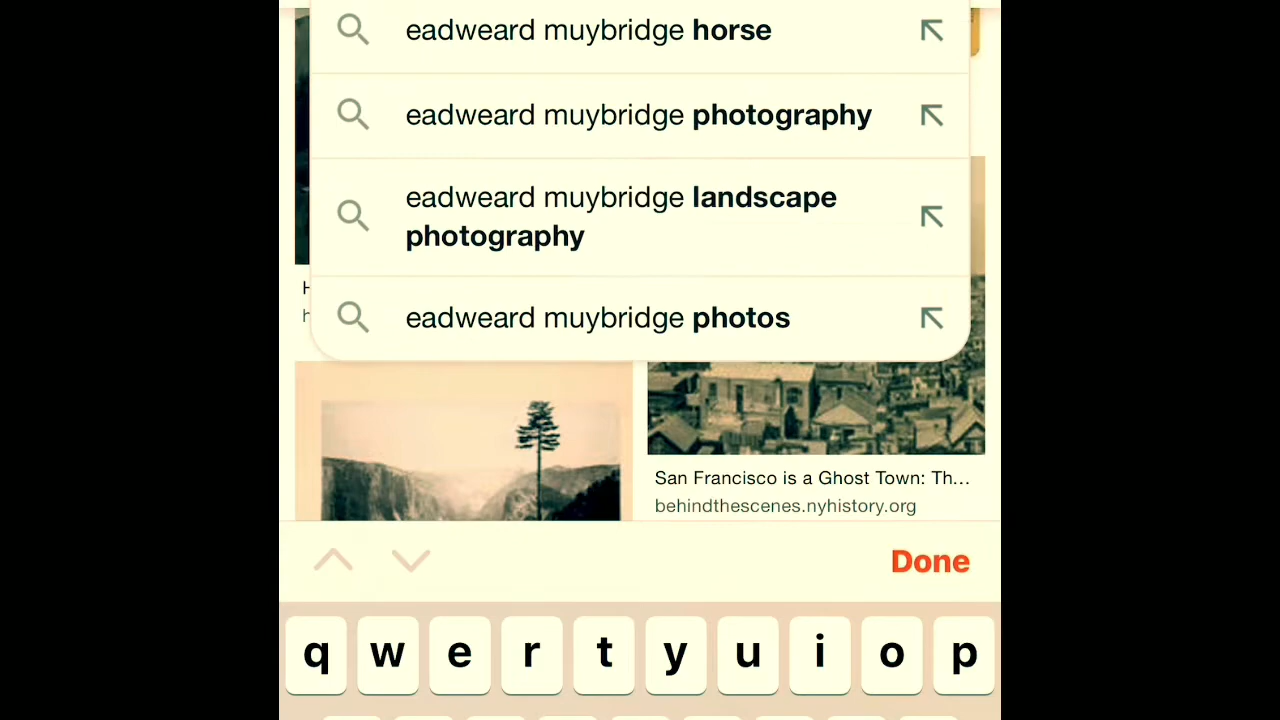 eadweard muybridge horse
eadweard muybridge photography
eadweard muybridge landscape
photography
eadweard muybridge photos
H
h
San Francisco is a Ghost Town: Th...
behindthescenes.nyhistory.org
Done
q w e r t y u i o p